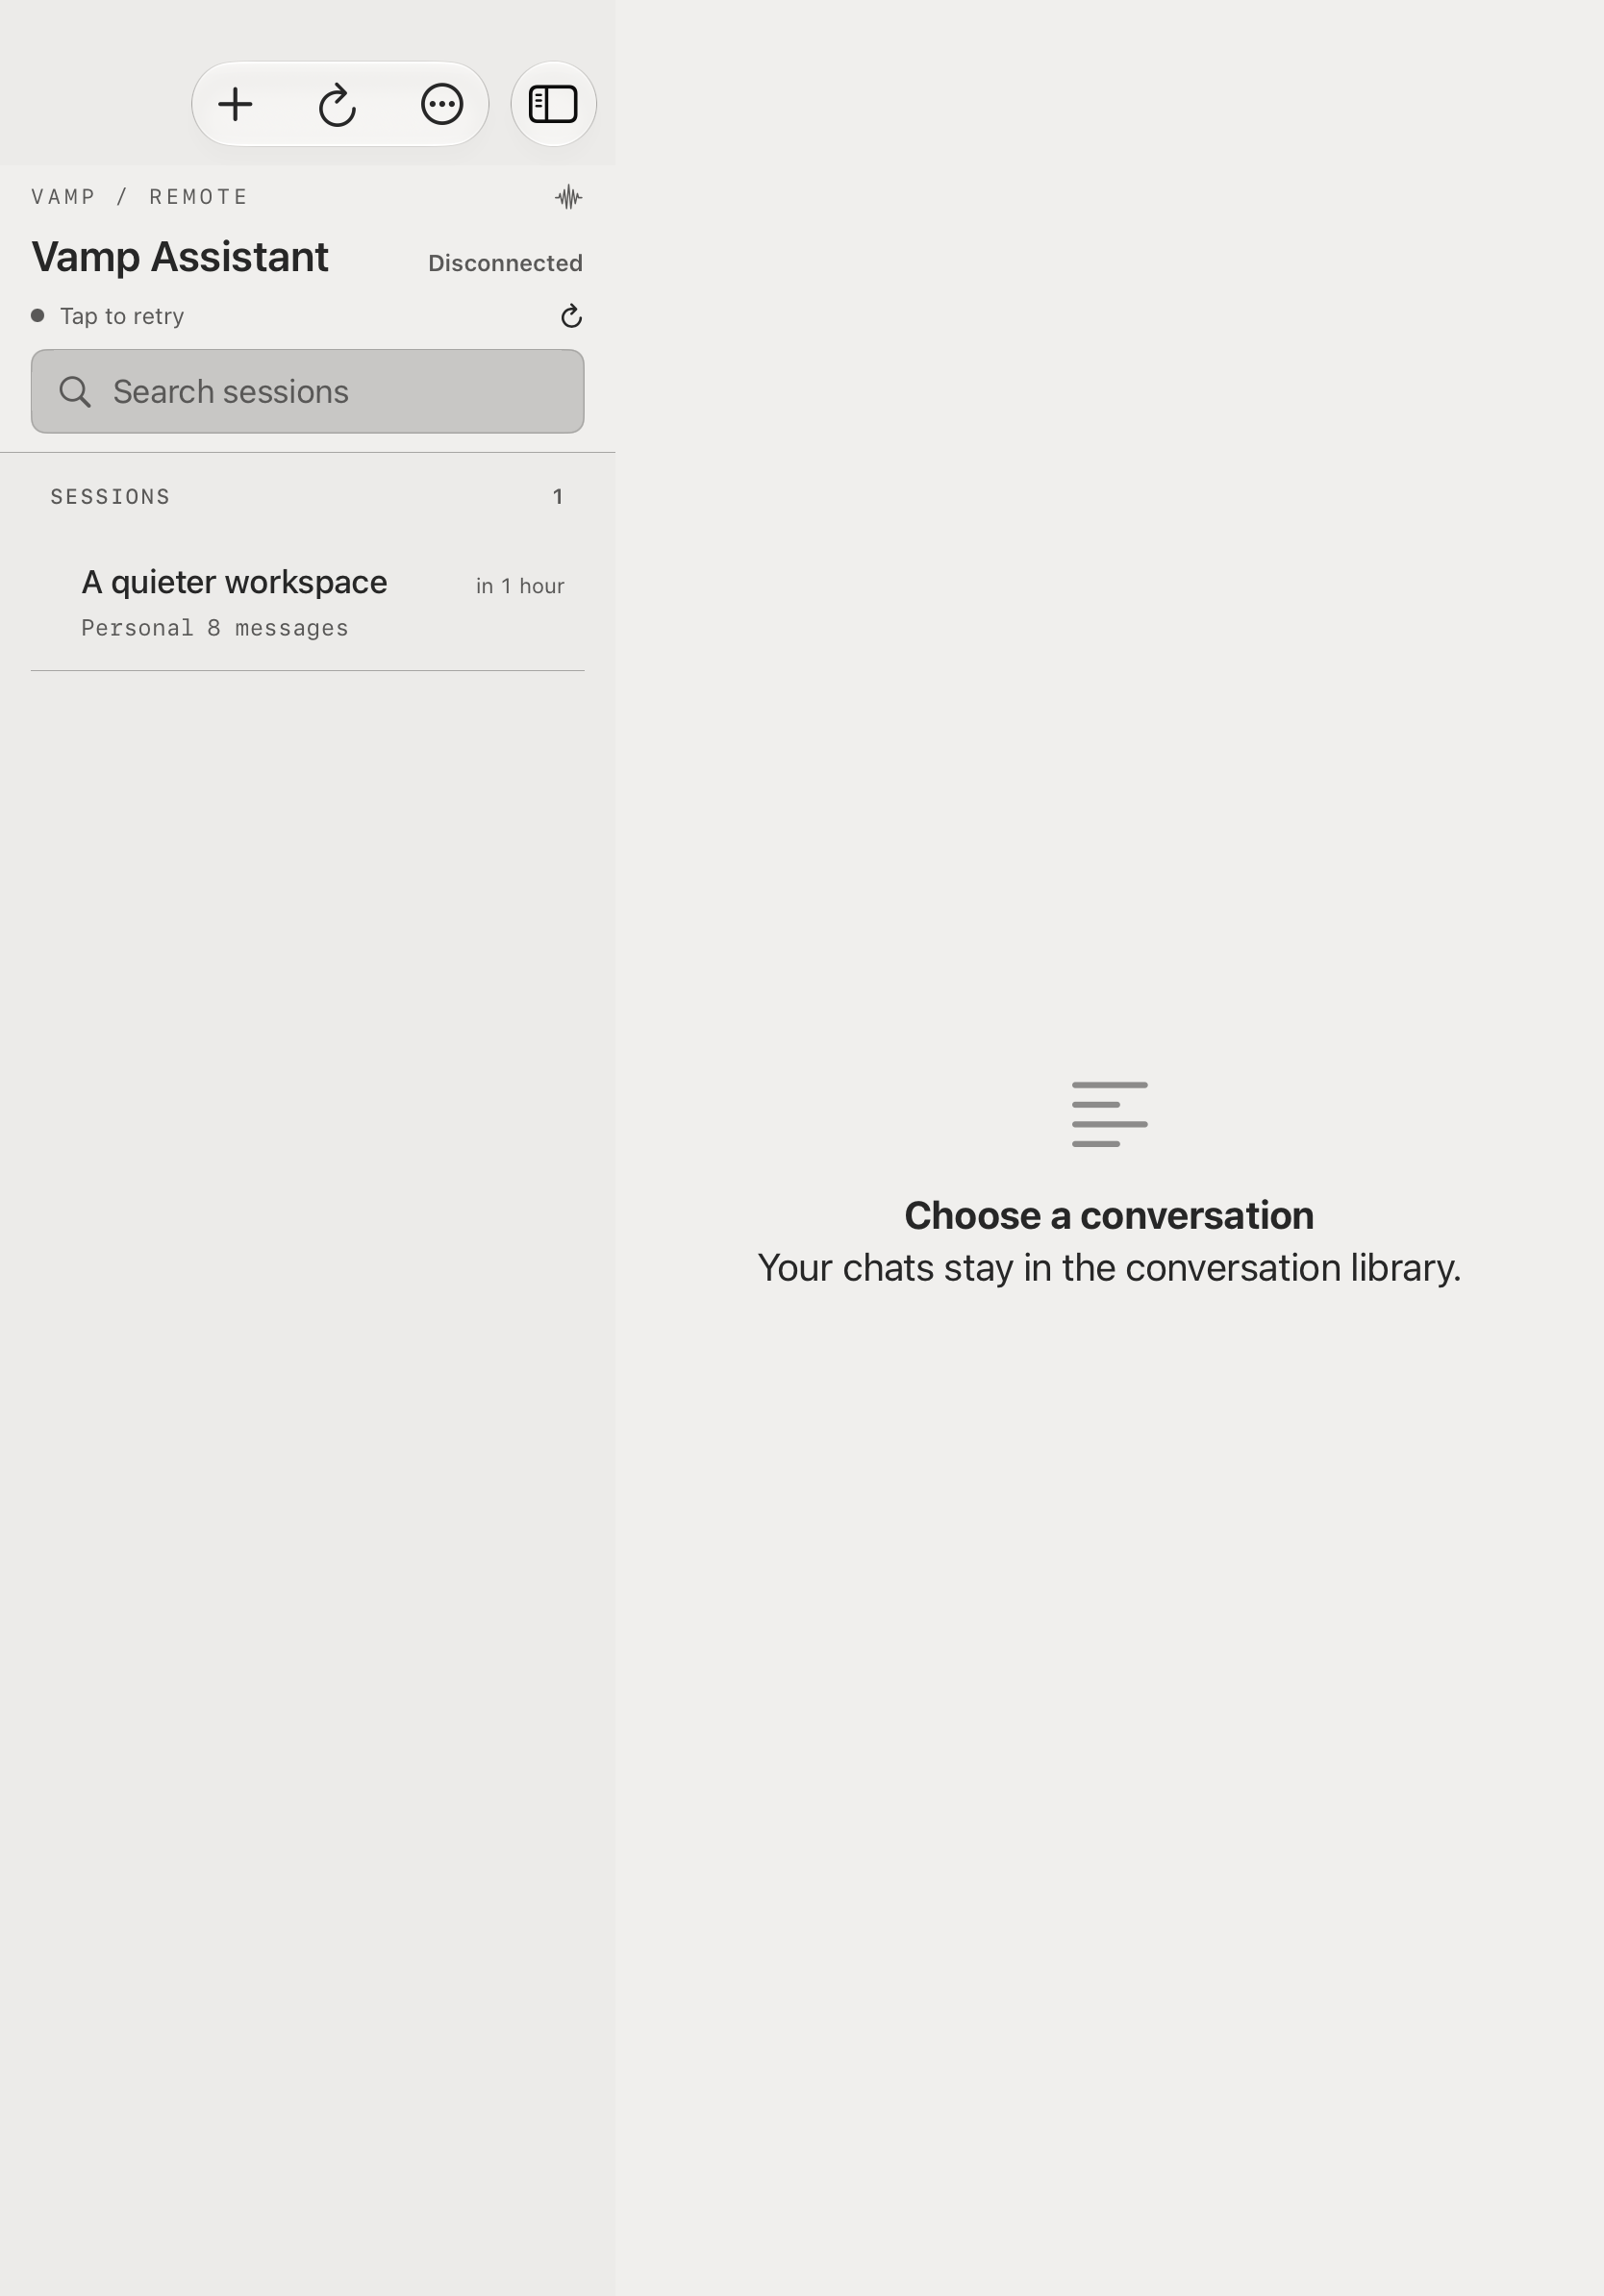 VAMP / REMOTE
Vamp Assistant
Disconnected
Tap to retry
Search sessions
SESSIONS
1
A quieter workspace
in 1 hour
Personal 8 messages
Choose a conversation
Your chats stay in the conversation library.